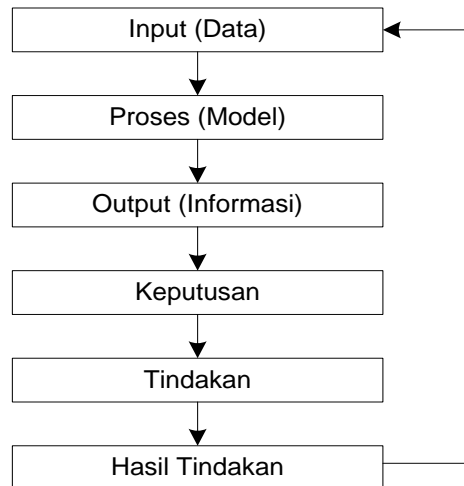 Input (Data)
Proses (Model)
Output (Informasi)
Keputusan
Tindakan
Hasil Tindakan